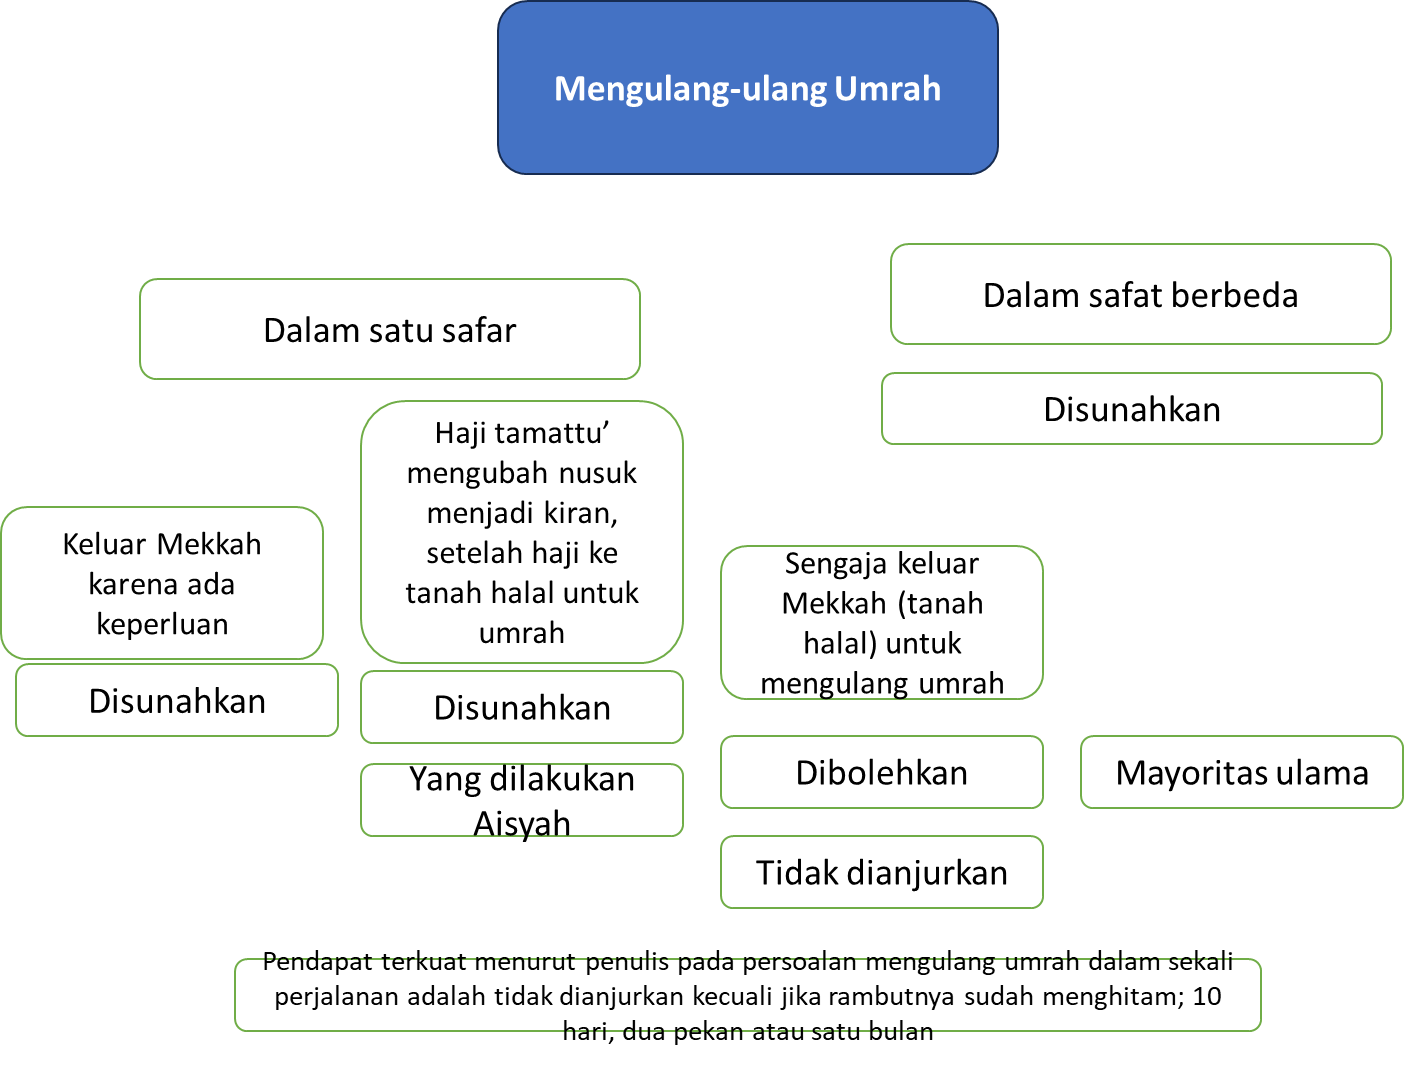 Mengulang-ulang Umrah
Dalam satu safar
Dalam safat berbeda
Disunahkan
Keluar Mekkah
karena ada
keperluan
Disunahkan
Haji tamattu’
mengubah nusuk
menjadi kiran,
setelah haji ke
tanah halal untuk
umrah
Disunahkan
Yang dilakukan
Aisyah
Sengaja keluar
Mekkah (tanah
halal) untuk
mengulang umrah
Dibolehkan
Mayoritas ulama
Tidak dianjurkan
Pendapat terkuat menurut penulis pada persoalan mengulang umrah dalam sekali
perjalanan adalah tidak dianjurkan kecuali jika rambutnya sudah menghitam; 10
hari, dua pekan atau satu bulan